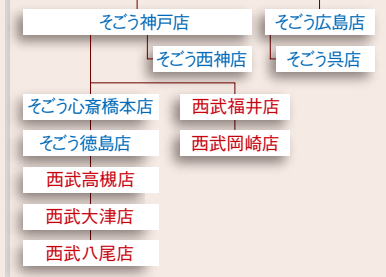 そごう神戸店
そごう広島店
そごう西神店
そごう呉店
そごう心斎橋本店
西武福井店
そごう徳島店
西武岡崎店
西武高槻店
西武大津店
西武八尾店